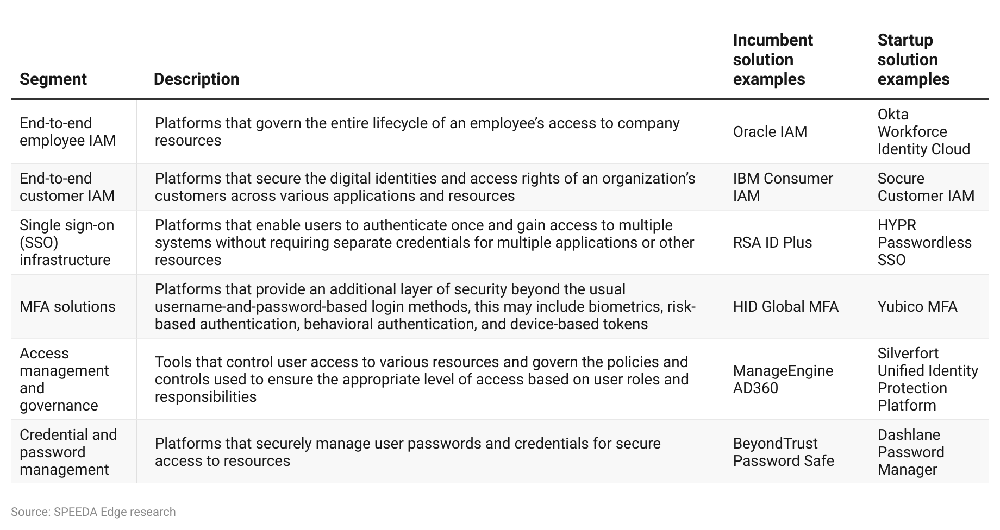 Segment
Description
Incumbent
solution
examples
Startup
solution
examples
End-to-end
employee IAM
Platforms that govern the entire lifecycle of an employee’s access to company
resources
Oracle IAM
Okta
Workforce
Identity Cloud
End-to-end
customer IAM
Platforms that secure the digital identities and access rights of an organization’s
customers across various applications and resources
IBM Consumer
IAM
Socure
Customer IAM
Single sign-on
(SSO)
infrastructure
Platforms that enable users to authenticate once and gain access to multiple
systems without requiring separate credentials for multiple applications or other
resources
RSA ID Plus
HYPR
Passwordless
SSO
MFA solutions
Platforms that provide an additional layer of security beyond the usual
username-and-password-based login methods, this may include biometrics, risk-
based authentication, behavioral authentication, and device-based tokens
HID Global MFA
Yubico MFA
Access
management
and
governance
Tools that control user access to various resources and govern the policies and
controls used to ensure the appropriate level of access based on user roles and
responsibilities
ManageEngine
AD360
Silverfort
Unified Identity
Protection
Platform
Credential and
password
management
Platforms that securely manage user passwords and credentials for secure
access to resources
BeyondTrust
Password Safe
Dashlane
Password
Manager
Source: SPEEDA Edge research